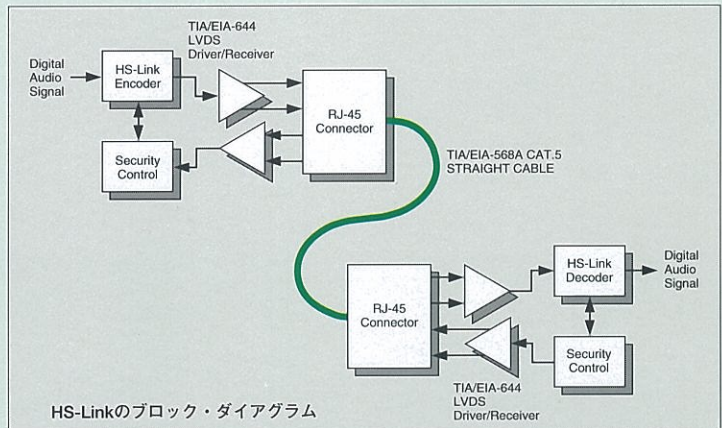 TIA/EIA-644
LVDS
Driver/Receiver
Digital
Audio
Signal
HS-Link
Encoder
Security
Control
RJ-45
Connector
TIA/EIA-568A CAT.5
STRAIGHT CABLE
RJ-45
Connector
HS-Link
Decoder
Digital
Audio
Signal
Security
Control
TIA/EIA-644
LVDS
Driver/Receiver
HS-Linkのブロック・ダイアグラム